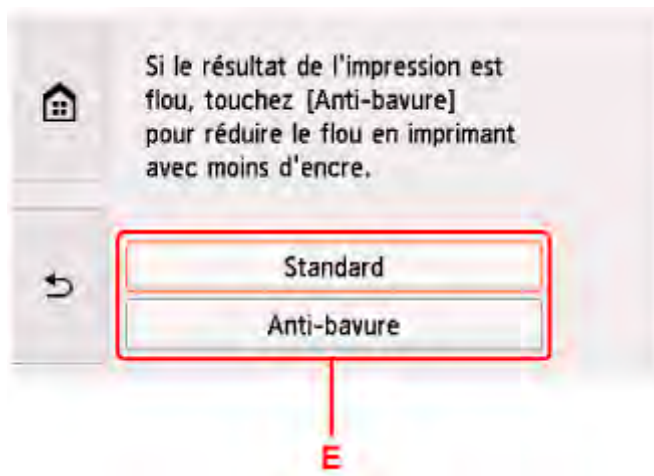 Si le résultat de l'impression est
flou, touchez [Anti-bavure]
pour réduire le flou en imprimant
avec moins d'encre.
Standard
Anti-bavure
E